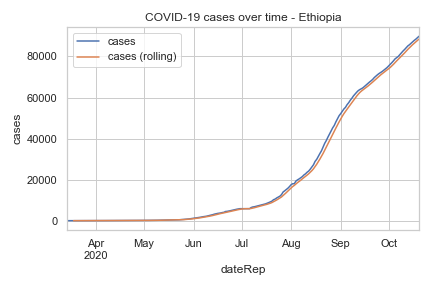 COVID-19 cases over time - Ethiopia
cases
cases (rolling)
80000
60000
40000
20000
0
cases
Apr May Jun Jul Aug Sep Oct
2020
dateRep